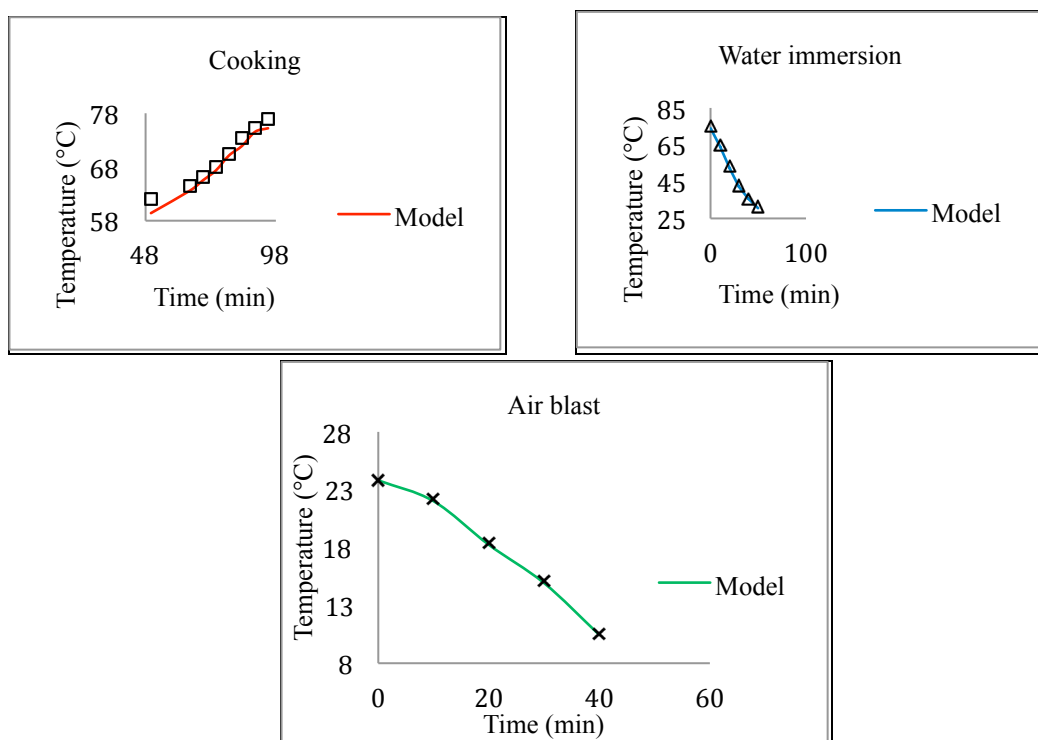 Cooking
Temperature (°C)
78
68
58
48 98
Time (min)
Model
Water immersion
Temperature (°C)
85
65
45
25
0 100
Time (min)
Model
Air blast
Temperature (°C)
28
23
18
13
8
0 20 40 60
Time (min)
Model